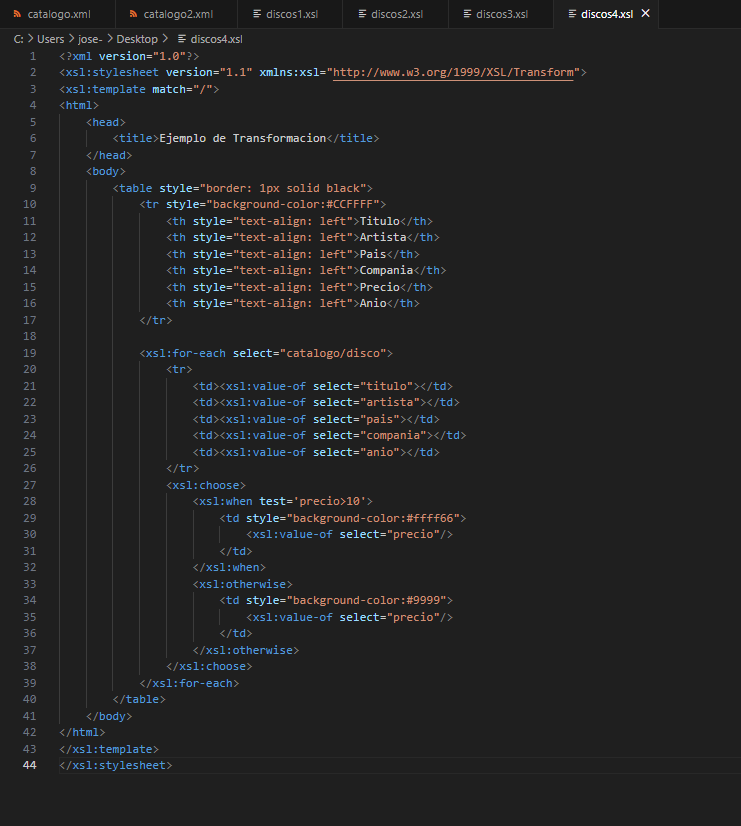 catalogo.xml catalogo2.xml discos1.xsl discos2.xsl discos3.xsl discos4.xsl ×
C: > Users > jose- > Desktop > discos4.xsl
1 <?xml version="1.0"?>
2 <xsl:stylesheet version="1.1" xmlns:xsl="http://www.w3.org/1999/XSL/Transform">
3 <xsl:template match="/">
4 <html>
5 <head>
6 <title>Ejemplo de Transformacion</title>
7 </head>
8 <body>
9 <table style="border: 1px solid black">
10 <tr style="background-color:#CCFFFF">
11 <th style="text-align: left">Titulo</th>
12 <th style="text-align: left">Artista</th>
13 <th style="text-align: left">Pais</th>
14 <th style="text-align: left">Compania</th>
15 <th style="text-align: left">Precio</th>
16 <th style="text-align: left">Anio</th>
17 </tr>
18
19 <xsl:for-each select="catalogo/disco">
20 <tr>
21 <td><xsl:value-of select="titulo"></td>
22 <td><xsl:value-of select="artista"></td>
23 <td><xsl:value-of select="pais"></td>
24 <td><xsl:value-of select="compania"></td>
25 <td><xsl:value-of select="anio"></td>
26 </tr>
27 <xsl:choose>
28 <xsl:when test='precio>10'>
29 <td style="background-color:#ffff66">
30 <xsl:value-of select="precio"/>
31 </td>
32 </xsl:when>
33 <xsl:otherwise>
34 <td style="background-color:#9999">
35 <xsl:value-of select="precio"/>
36 </td>
37 </xsl:otherwise>
38 </xsl:choose>
39 </xsl:for-each>
40 </table>
41 </body>
42 </html>
43 </xsl:template>
44 </xsl:stylesheet>